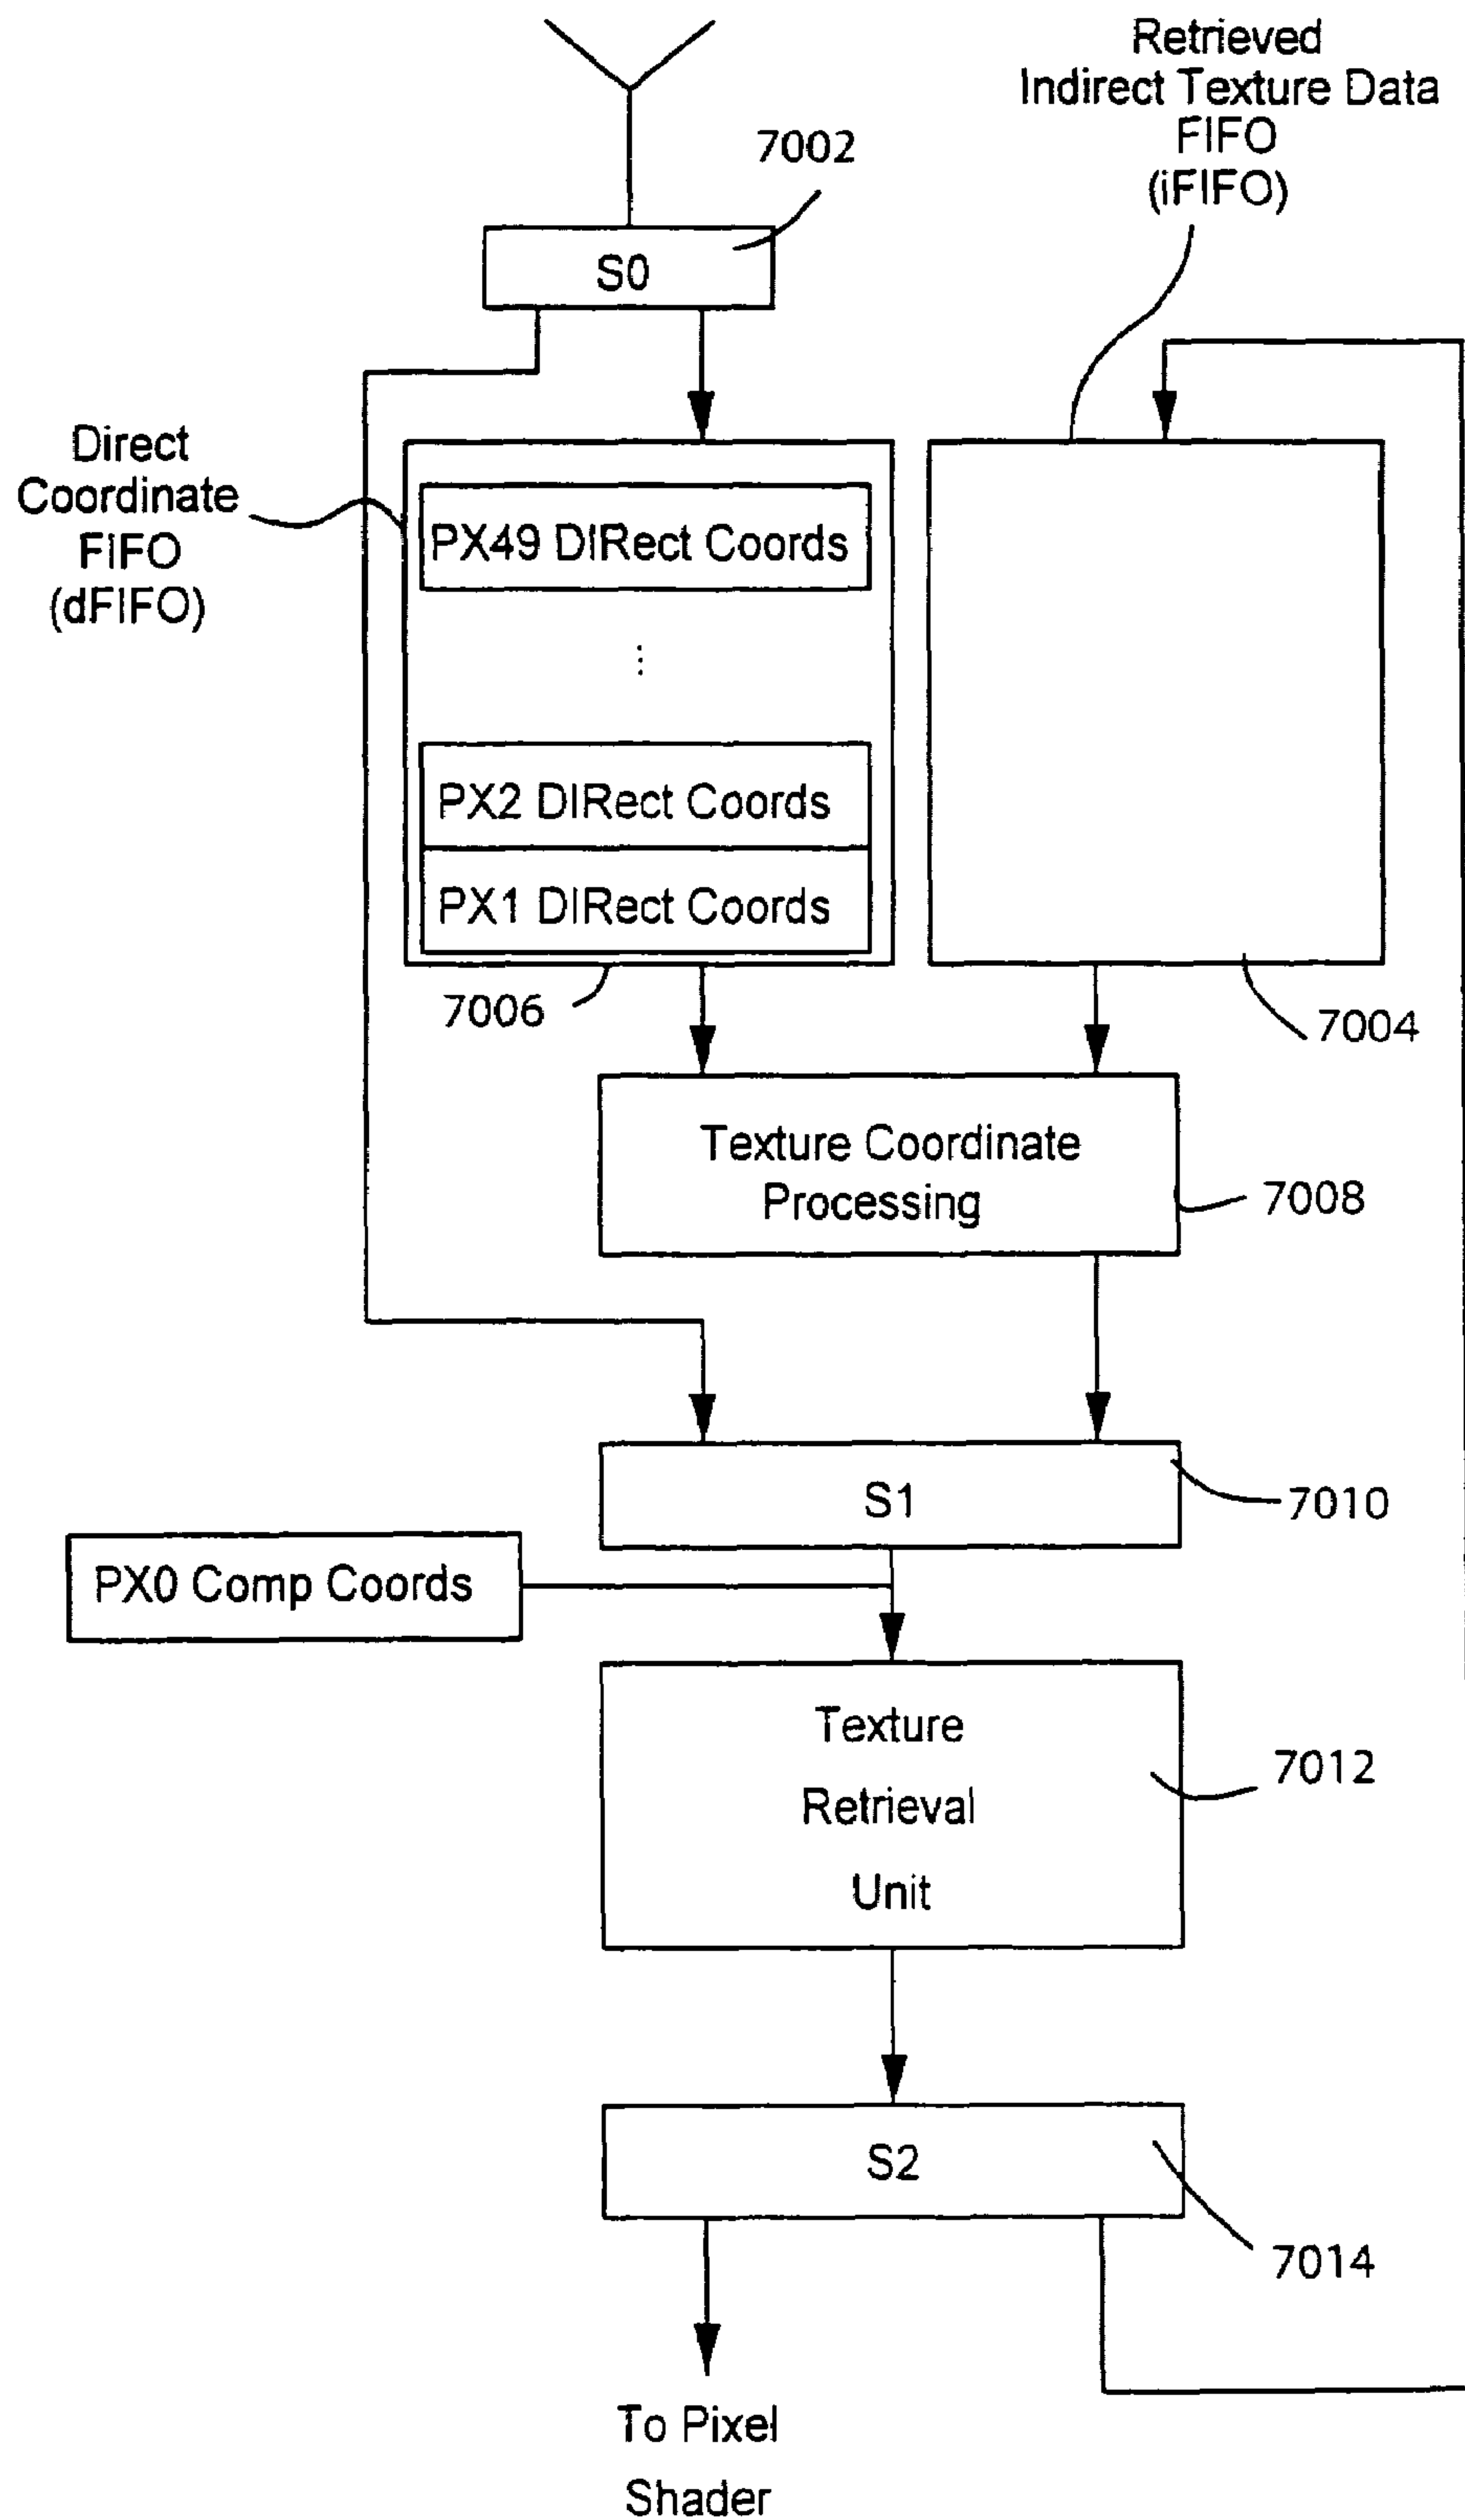 Retrieved
Indirect Texture Data
FIFO
(iFIFO)
7002
S0
Direct
Coordinate
FIFO
(dFIFO)
PX49 DIRect Coords
⋮
PX2 DIRect Coords
PX1 DIRect Coords
7006
7004
Texture Coordinate
Processing
7008
S1
7010
PX0 Comp Coords
Texture
Retrieval
Unit
7012
S2
7014
To Pixel
Shader